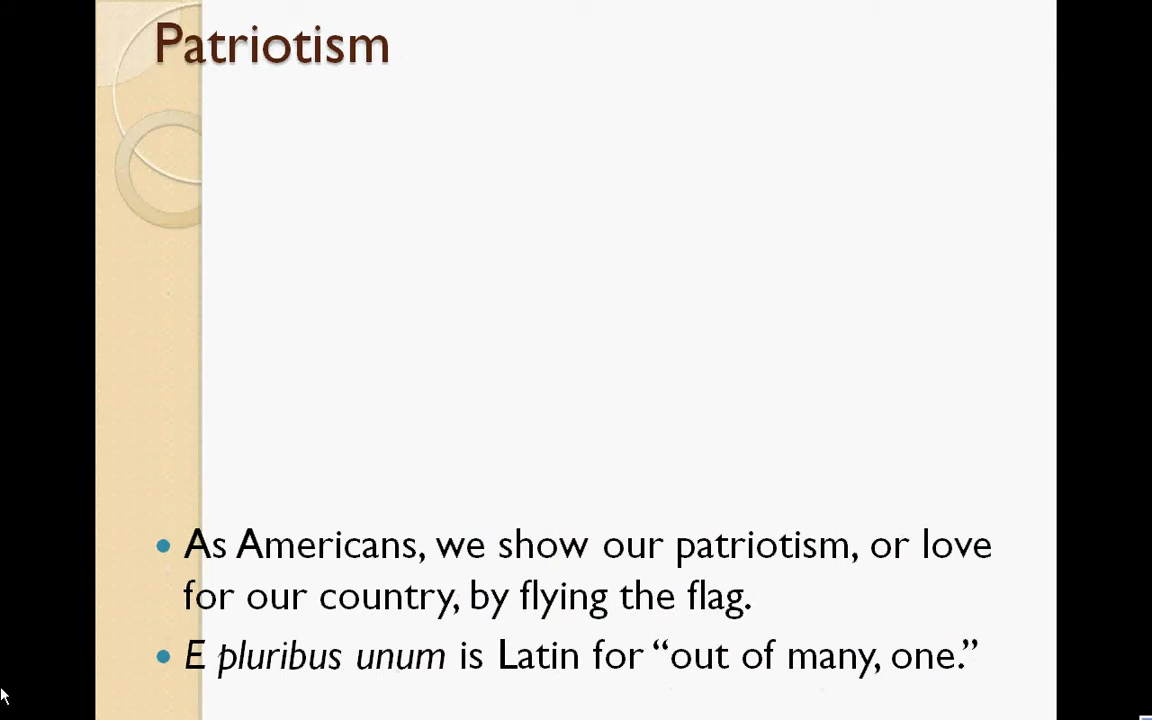 Patriotism
• As Americans, we show our patriotism, or love
for our country, by flying the flag.
• E pluribus unum is Latin for “out of many, one.”